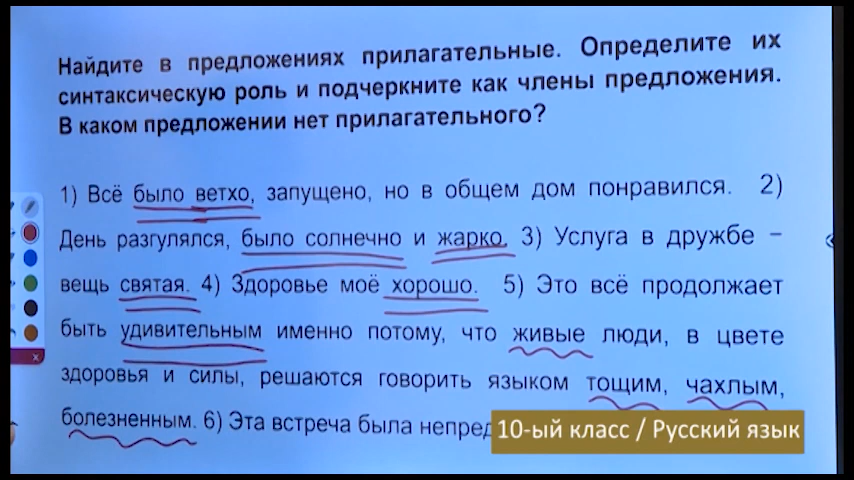 Найдите в предложениях прилагательные. Определите их
синтаксическую роль и подчеркните как члены предложения.
В каком предложении нет прилагательного?
1) Всё было ветхо, запущено, но в общем дом понравился. 2)
День разгулялся, было солнечно и жарко. 3) Услуга в дружбе –
вещь святая. 4) Здоровье моё хорошо. 5) Это всё продолжает
быть удивительным именно потому, что живые люди, в цвете
здоровья и силы, решаются говорить языком тощим, чахлым,
болезненным. 6) Эта встреча была
10-ый класс / Русский язык